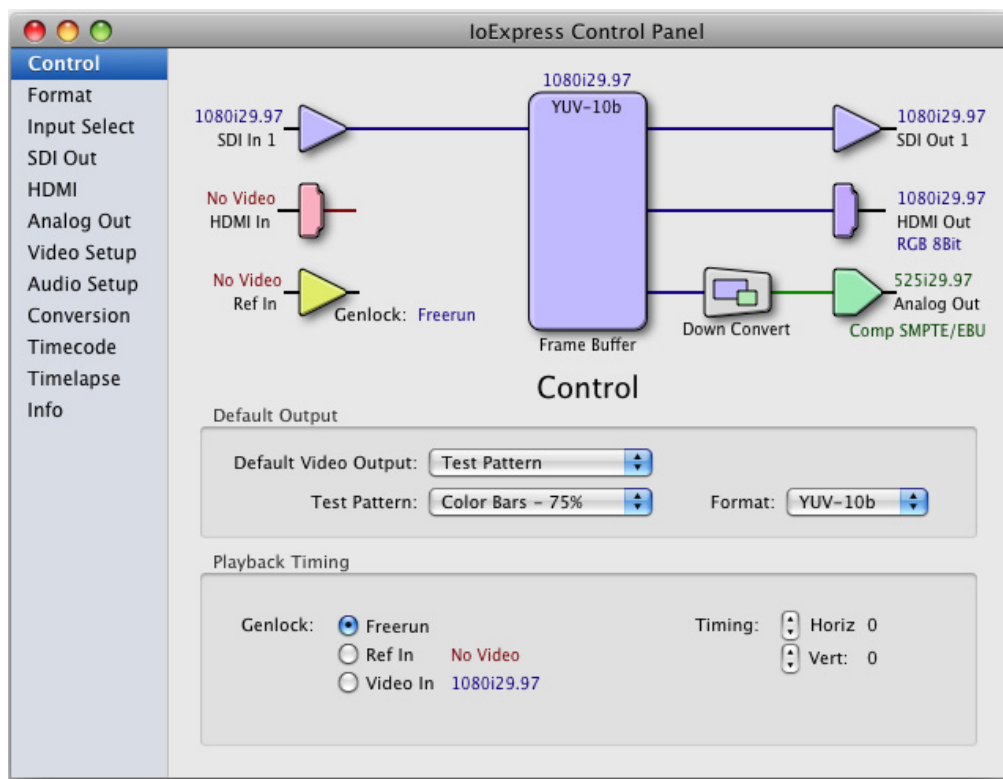 IoExpress Control Panel
Control
Format
Input Select
SDI Out
HDMI
Analog Out
Video Setup
Audio Setup
Conversion
Timecode
Timelapse
Info
1080i29.97
SDI In 1
No Video
HDMI In
No Video
Ref In
Genlock: Freerun
1080i29.97
YUV-10b
Frame Buffer
1080i29.97
SDI Out 1
1080i29.97
HDMI Out
RGB 8Bit
Down Convert
525i29.97
Analog Out
Comp SMPTE/EBU
Control
Default Output
Default Video Output: Test Pattern
Test Pattern: Color Bars - 75% Format: YUV-10b
Playback Timing
Genlock: Freerun Timing: Horiz 0
Ref In No Video Vert: 0
Video In 1080i29.97